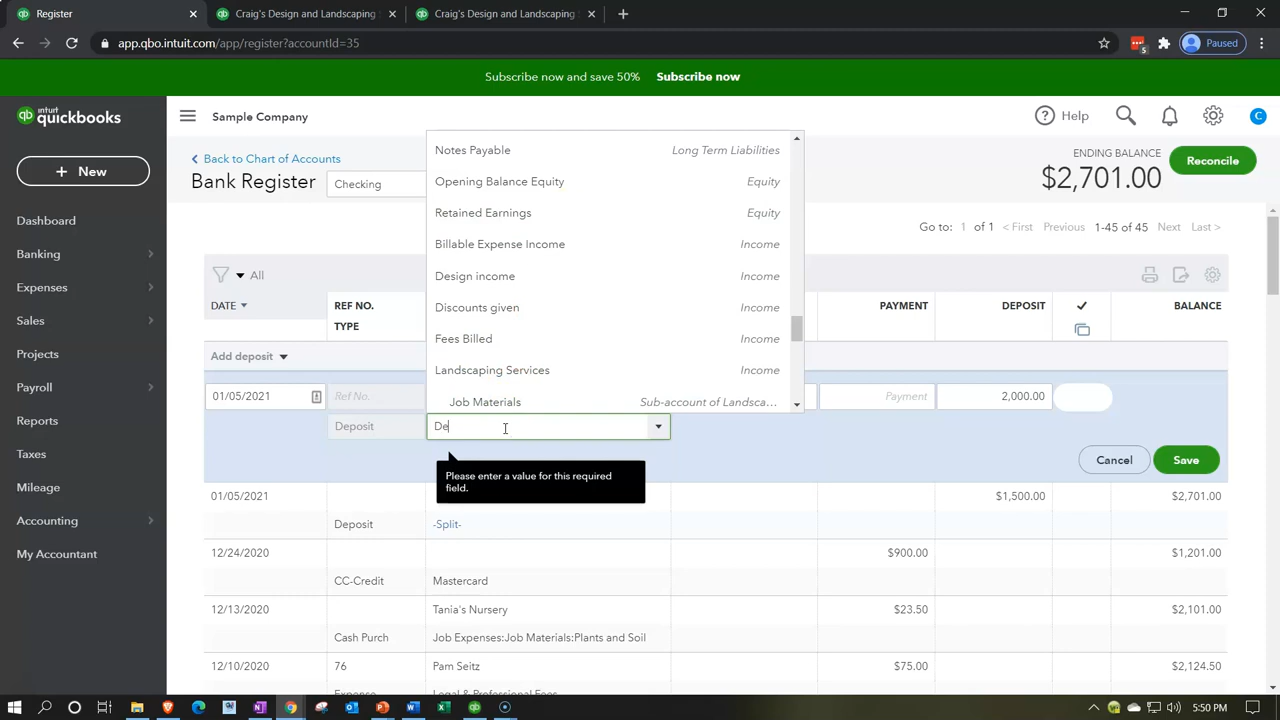 Register
Craig's Design and Landscaping
Craig's Design and Landscaping
app.qbo.intuit.com/app/register?accountId=35
5
Paused
Subscribe now and save 50% Subscribe now
intuit quickbooks
Sample Company
Help
C
+ New
Back to Chart of Accounts
Bank Register
Checking
ENDING BALANCE
$2,701.00
Reconcile
Dashboard
Banking
Expenses
Sales
Projects
Payroll
Reports
Taxes
Mileage
Accounting
My Accountant
Notes Payable Long Term Liabilities
Opening Balance Equity Equity
Retained Earnings Equity
Billable Expense Income Income
Design income Income
Discounts given Income
Fees Billed Income
Landscaping Services Income
Job Materials Sub-account of Landsca...
Go to: 1 of 1 < First Previous 1-45 of 45 Next Last >
All
DATE REF NO. PAYMENT DEPOSIT ✓ BALANCE
TYPE
Add deposit
01/05/2021 Ref No. Payment 2,000.00
Deposit De
Please enter a value for this required
field.
Cancel Save
01/05/2021 $1,500.00 $2,701.00
Deposit -Split-
12/24/2020 $900.00 $1,201.00
CC-Credit Mastercard
12/13/2020 Tania's Nursery $23.50 $2,101.00
Cash Purch Job Expenses:Job Materials:Plants and Soil
12/10/2020 76 Pam Seitz $75.00 $2,124.50
Expense Legal & Professional Fees
5:50 PM